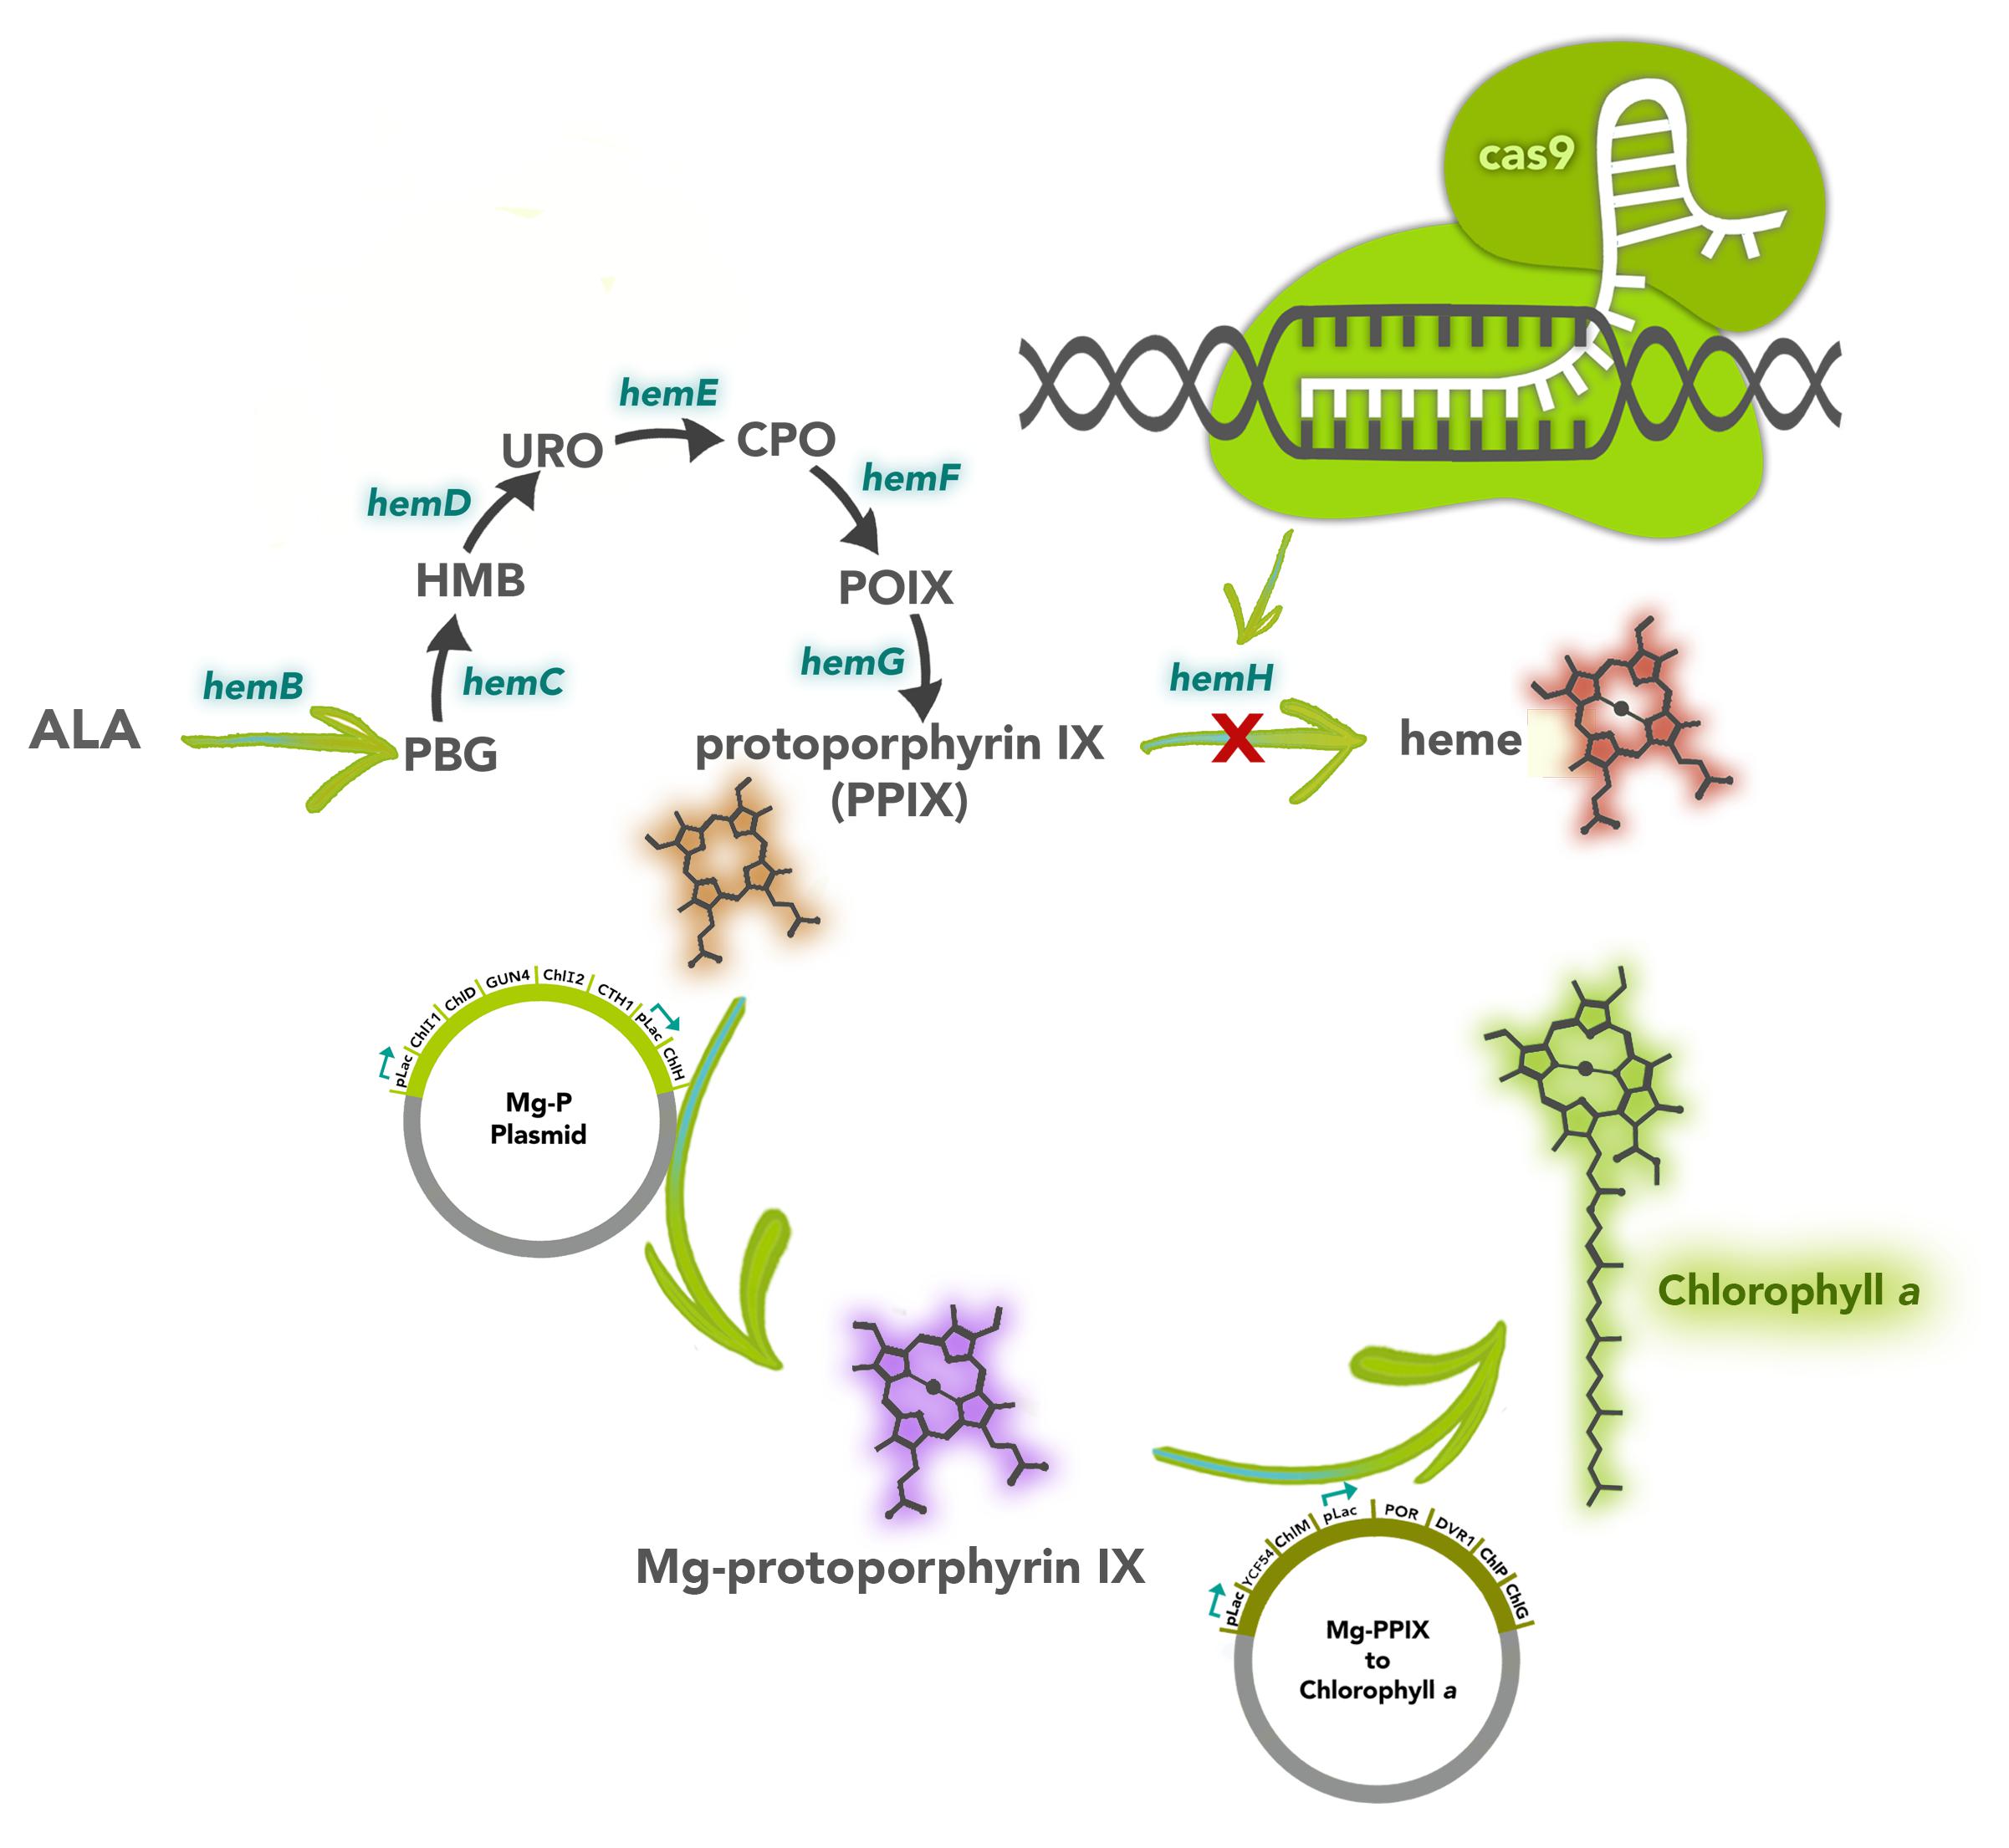 cas9
hemE
URO
CPO
hemD
hemF
HMB
POIX
hemB
hemC
hemG
hemH
ALA
PBG
protoporphyrin IX
(PPIX)
X
heme
pLac
ChlI1
ChlD
GUN4
ChlI2
CTH1
pLac
ChlH
Mg-P
Plasmid
Chlorophyll a
Mg-protoporphyrin IX
pLac
YCF54
ChlM
pLac
POR
DVR1
ChlP
ChlG
Mg-PPIX
to
Chlorophyll a